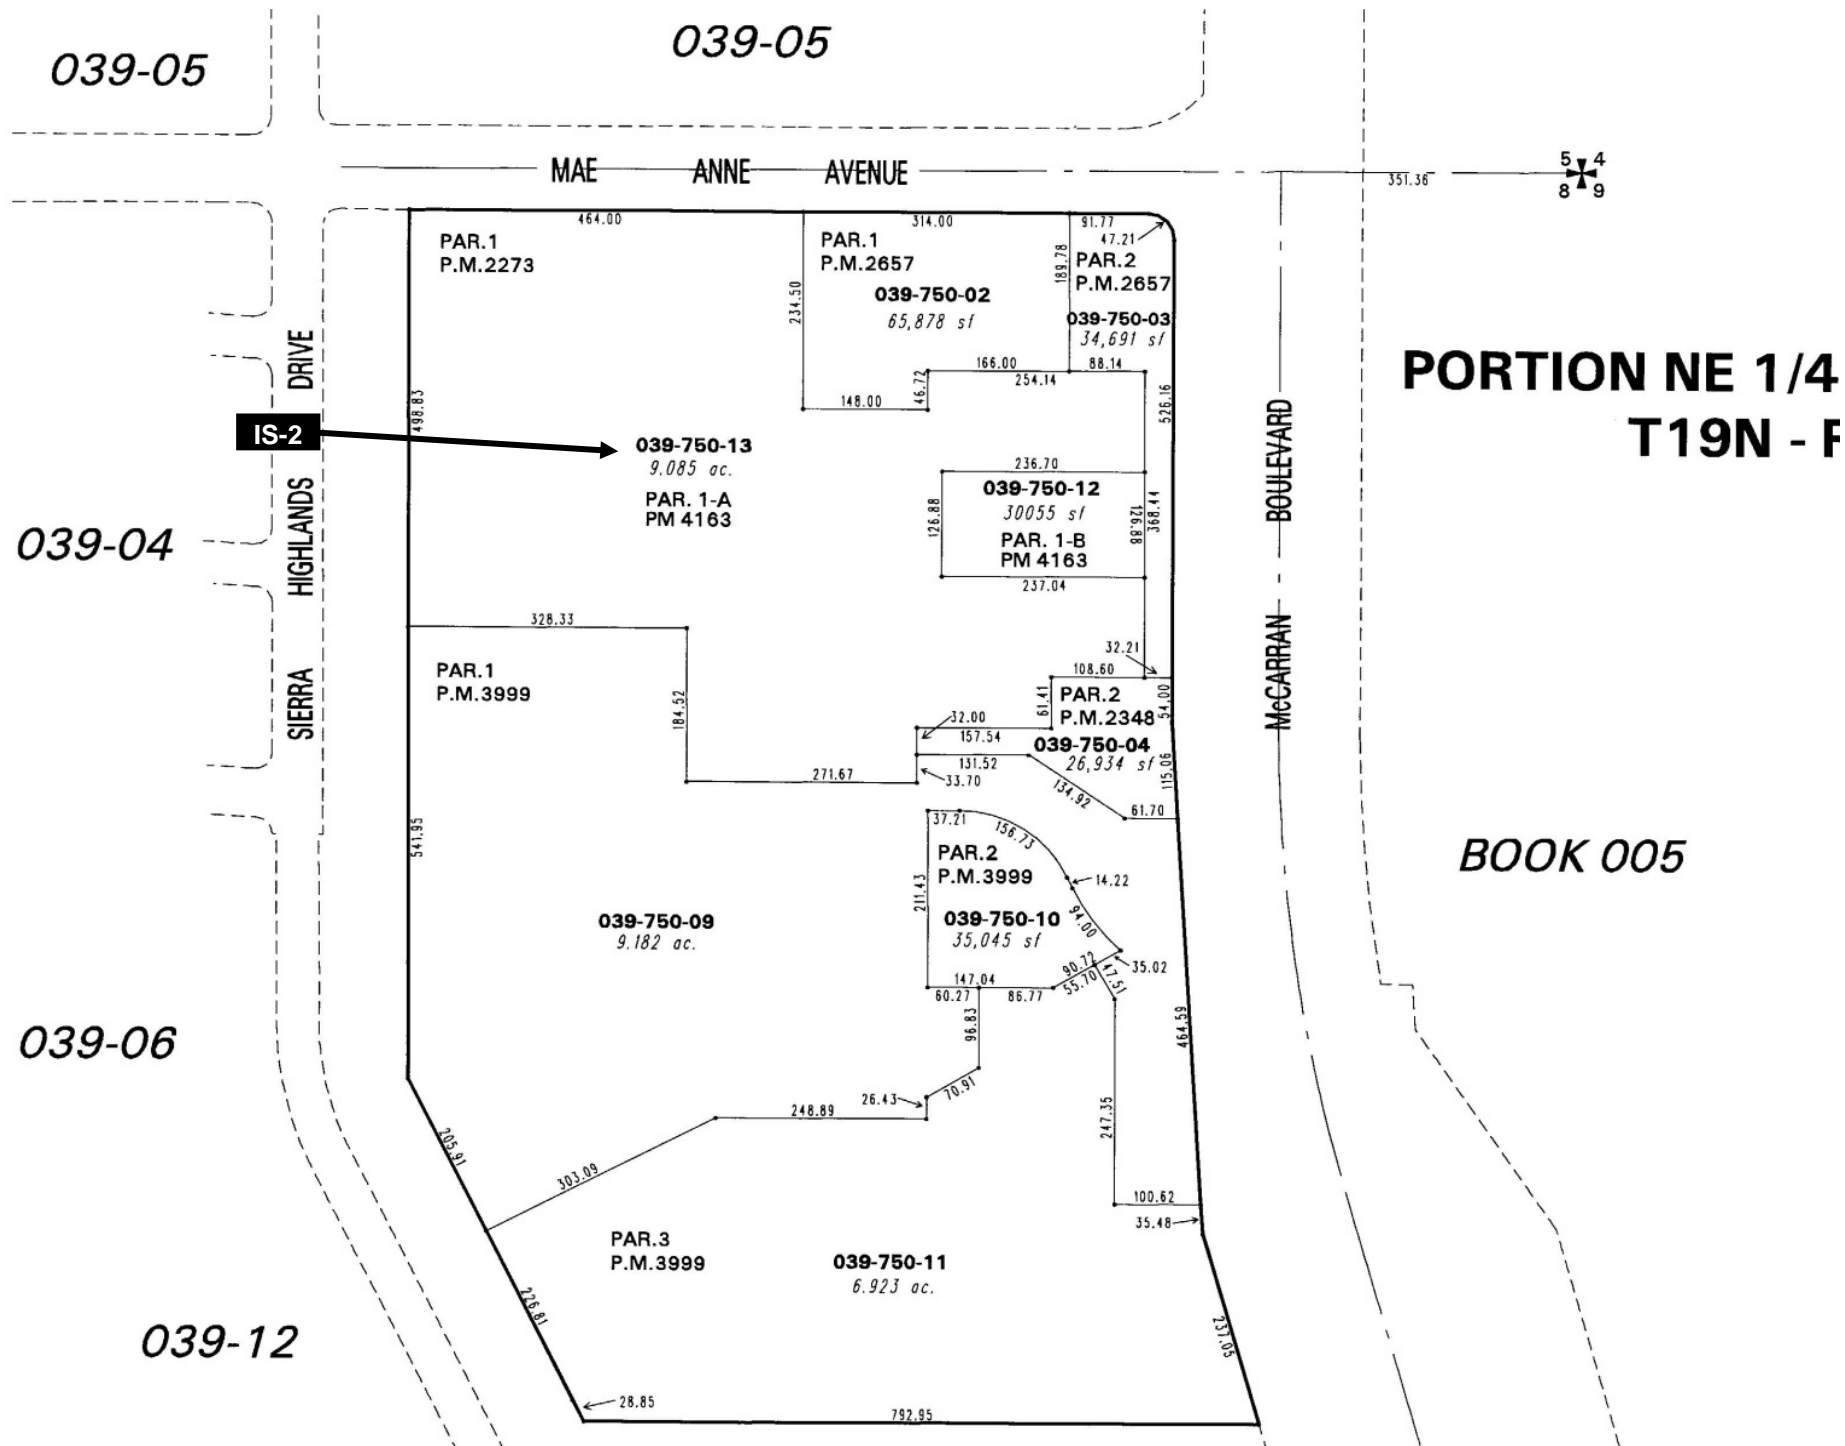 039-05
039-05
MAE ANNE AVENUE
351.36
5 4
8 9
464.00
314.00
91.77
47.21
PAR.1
P.M.2273
PAR.1
P.M.2657
039-750-02
65,878 sf
189.78
PAR.2
P.M.2657
039-750-03
34,691 sf
234.50
166.00
254.14
88.14
46.72
148.00
498.83
526.16
PORTION NE 1/4
T19N - R
SIERRA HIGHLANDS DRIVE
IS-2
039-750-13
9.085 ac.
PAR. 1-A
PM 4163
236.70
039-750-12
30055 sf
PAR. 1-B
PM 4163
126.88
126.88
368.44
237.04
McCARRAN BOULEVARD
039-04
328.33
PAR.1
P.M.3999
184.52
32.21
108.60
61.41
PAR.2
P.M.2348
54.00
32.00
157.54
039-750-04
26,934 sf
131.52
33.70
271.67
134.92
115.06
61.70
541.95
37.21
156.73
PAR.2
P.M.3999
14.22
211.43
94.00
039-750-10
35,045 sf
BOOK 005
039-750-09
9.182 ac.
90.72
35.02
147.04
55.70
47.51
60.27
86.77
96.83
464.59
039-06
70.91
26.43
248.89
247.35
205.91
303.09
100.62
35.48
PAR.3
P.M.3999
039-750-11
6.923 ac.
226.81
237.05
039-12
28.85
792.95